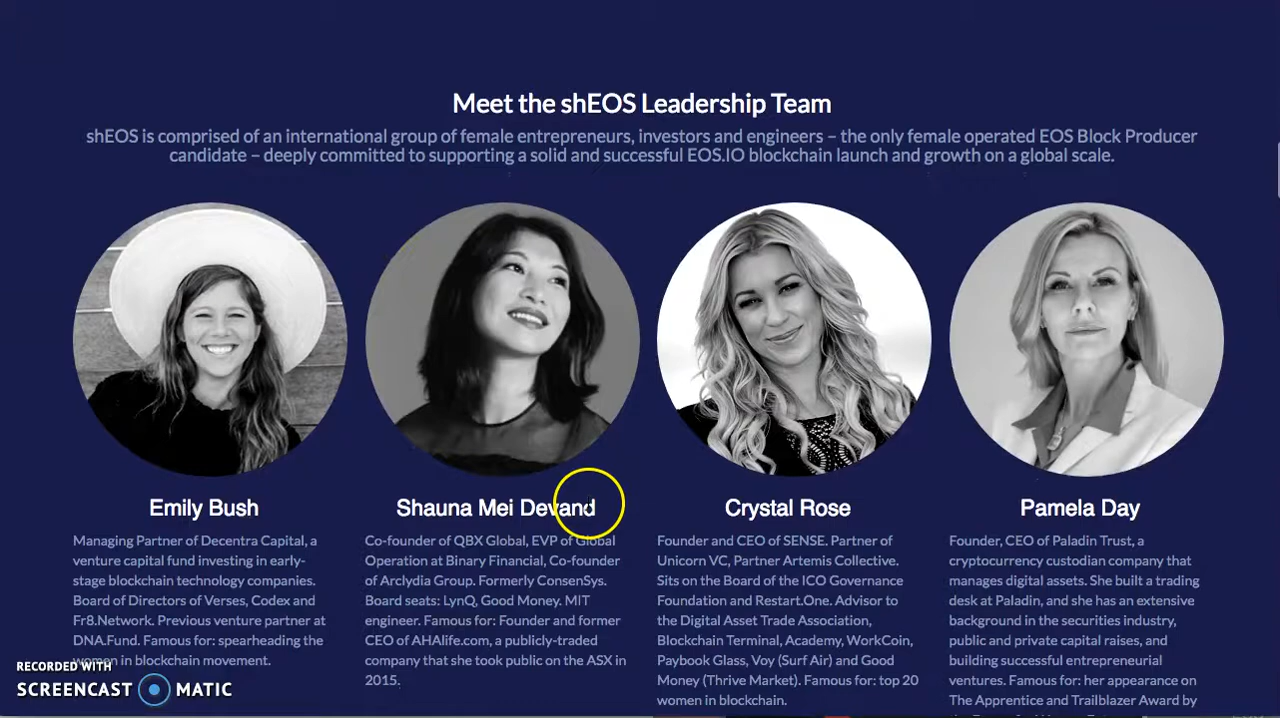 Meet the shEOS Leadership Team
shEOS is comprised of an international group of female entrepreneurs, investors and engineers – the only female operated EOS Block Producer
candidate – deeply committed to supporting a solid and successful EOS.IO blockchain launch and growth on a global scale.
Emily Bush
Managing Partner of Decentra Capital, a
venture capital fund investing in early-
stage blockchain technology companies.
Board of Directors of Verses, Codex and
Fr8.Network. Previous venture partner at
DNA.Fund. Famous for: spearheading the
women in blockchain movement.
Shauna Mei Devand
Co-founder of QBX Global, EVP of Global
Operation at Binary Financial, Co-founder
of Arclydia Group. Formerly ConsenSys.
Board seats: LynQ, Good Money. MIT
engineer. Famous for: Founder and former
CEO of AHAlife.com, a publicly-traded
company that she took public on the ASX in
2015.
Crystal Rose
Founder and CEO of SENSE. Partner of
Unicorn VC, Partner Artemis Collective.
Sits on the Board of the ICO Governance
Foundation and Restart.One. Advisor to
the Digital Asset Trade Association,
Blockchain Terminal, Academy, WorkCoin,
Paybook Glass, Voy (Surf Air) and Good
Money (Thrive Market). Famous for: top 20
women in blockchain.
Pamela Day
Founder, CEO of Paladin Trust, a
cryptocurrency custodian company that
manages digital assets. She built a trading
desk at Paladin, and she has an extensive
background in the securities industry,
public and private capital raises, and
building successful entrepreneurial
ventures. Famous for: her appearance on
The Apprentice and Trailblazer Award by
RECORDED WITH
SCREENCAST MATIC